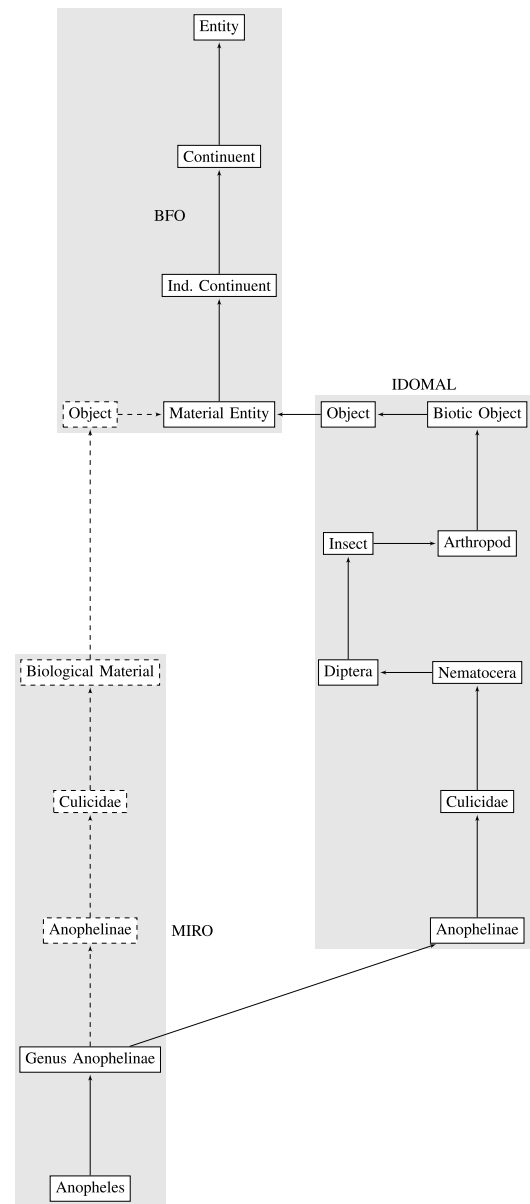 Entity
Continuent
BFO
Ind. Continuent
IDOMAL
Object
Material Entity
Object
Biotic Object
Insect
Arthropod
Biological Material
Diptera
Nematocera
Culicidae
Culicidae
Anophelinae
MIRO
Anophelinae
Genus Anophelinae
Anopheles